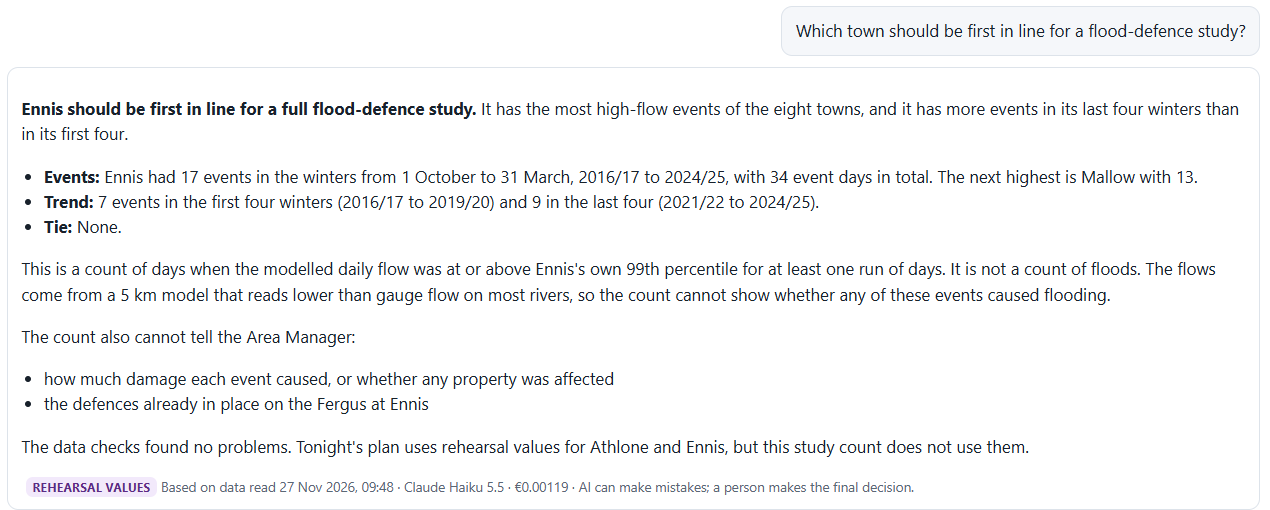 Which town should be first in line for a flood-defence study?
Ennis should be first in line for a full flood-defence study. It has the most high-flow events of the eight towns, and it has more events in its last four winters than
in its first four.
• Events: Ennis had 17 events in the winters from 1 October to 31 March, 2016/17 to 2024/25, with 34 event days in total. The next highest is Mallow with 13.
• Trend: 7 events in the first four winters (2016/17 to 2019/20) and 9 in the last four (2021/22 to 2024/25).
• Tie: None.
This is a count of days when the modelled daily flow was at or above Ennis's own 99th percentile for at least one run of days. It is not a count of floods. The flows
come from a 5 km model that reads lower than gauge flow on most rivers, so the count cannot show whether any of these events caused flooding.
The count also cannot tell the Area Manager:
• how much damage each event caused, or whether any property was affected
• the defences already in place on the Fergus at Ennis
The data checks found no problems. Tonight's plan uses rehearsal values for Athlone and Ennis, but this study count does not use them.
REHEARSAL VALUES Based on data read 27 Nov 2026, 09:48 · Claude Haiku 5.5 · €0.00119 · AI can make mistakes; a person makes the final decision.